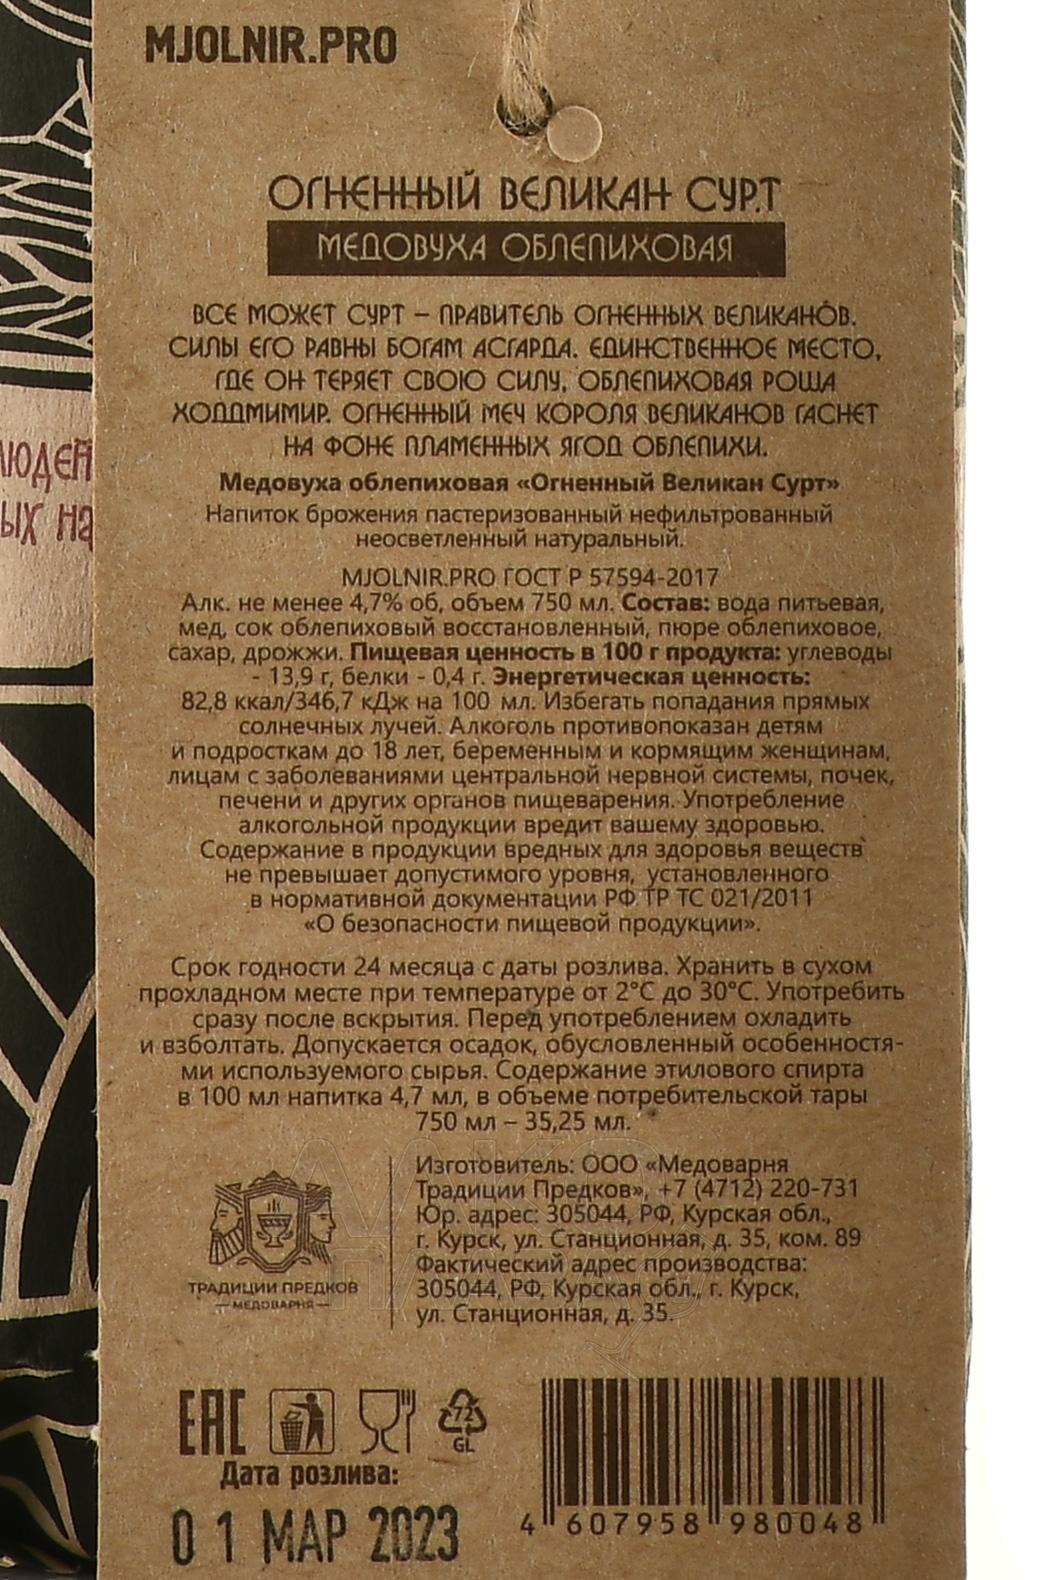 MJOLNIR.PRO
ОГНЕННЫЙ ВЕЛИКАН СУРТ
МЕДОВУХА ОБЛЕПИХОВАЯ
ВСЕ МОЖЕТ СУРТ – ПРАВИТЕЛЬ ОГНЕННЫХ ВЕЛИКАНОВ.
СИЛЫ ЕГО РАВНЫ БОГАМ АСГАРДА. ЕДИНСТВЕННОЕ МЕСТО,
ГДЕ ОН ТЕРЯЕТ СВОЮ СИЛУ, ОБЛЕПИХОВАЯ РОЩА
ХОДДМИМИР. ОГНЕННЫЙ МЕЧ КОРОЛЯ ВЕЛИКАНОВ ГАСНЕТ
НА ФОНЕ ПЛАМЕННЫХ ЯГОД ОБЛЕПИХИ.
ЛЮДЕЙ
ЫХ НА
Медовуха облепиховая «Огненный Великан Сурт»
Напиток брожения пастеризованный нефильтрованный
неосветленный натуральный.
MJOLNIR.PRO ГОСТ Р 57594-2017
Алк. не менее 4,7% об, объем 750 мл. Состав: вода питьевая,
мед, сок облепиховый восстановленный, пюре облепиховое,
сахар, дрожжи. Пищевая ценность в 100 г продукта: углеводы
- 13,9 г, белки - 0,4 г. Энергетическая ценность:
82,8 ккал/346,7 кДж на 100 мл. Избегать попадания прямых
солнечных лучей. Алкоголь противопоказан детям
и подросткам до 18 лет, беременным и кормящим женщинам,
лицам с заболеваниями центральной нервной системы, почек,
печени и других органов пищеварения. Употребление
алкогольной продукции вредит вашему здоровью.
Содержание в продукции вредных для здоровья веществ
не превышает допустимого уровня, установленного
в нормативной документации РФ ТР ТС 021/2011
«О безопасности пищевой продукции».
Срок годности 24 месяца с даты розлива. Хранить в сухом
прохладном месте при температуре от 2°С до 30°С. Употребить
сразу после вскрытия. Перед употреблением охладить
и взболтать. Допускается осадок, обусловленный особенностя-
ми используемого сырья. Содержание этилового спирта
в 100 мл напитка 4,7 мл, в объеме потребительской тары
750 мл – 35,25 мл.
Изготовитель: ООО «Медоварня
Традиции Предков», +7 (4712) 220-731
Юр. адрес: 305044, РФ, Курская обл.,
г. Курск, ул. Станционная, д. 35, ком. 89
Фактический адрес производства:
305044, РФ, Курская обл., г. Курск,
ул. Станционная, д. 35.
ТРАДИЦИИ ПРЕДКОВ
— МЕДОВАРНЯ —
ЕАС
72
GL
Дата розлива:
01 МАР 2023
4 607958 980048